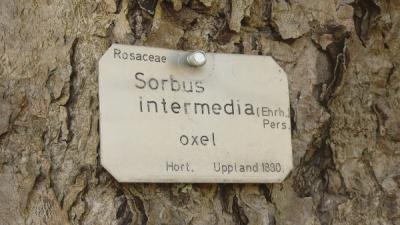 Rosaceae
Sorbus
intermedia (Ehrh.)
Pers.
oxel
Hort. Uppland 1830.